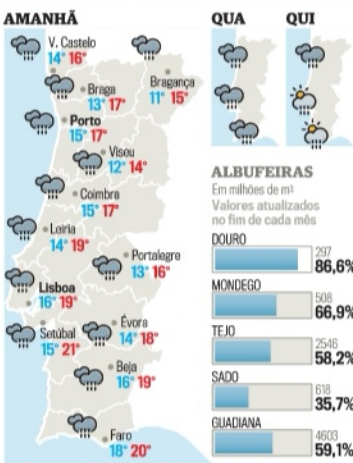 AMANHÃ
V. Castelo
14° 16°
Braga
13° 17°
Bragança
11° 15°
Porto
15° 17°
Viseu
12° 14°
Coimbra
15° 17°
Leiria
14° 19°
Portalegre
13° 16°
Lisboa
16° 19°
Setúbal
15° 21°
Évora
14° 18°
Beja
16° 19°
Faro
18° 20°
QUA
QUI
ALBUFEIRAS
Em milhões de m³
Valores atualizados
no fim de cada mês
DOURO
297
86,6%
MONDEGO
508
66,9%
TEJO
2546
58,2%
SADO
618
35,7%
GUADIANA
4603
59,1%